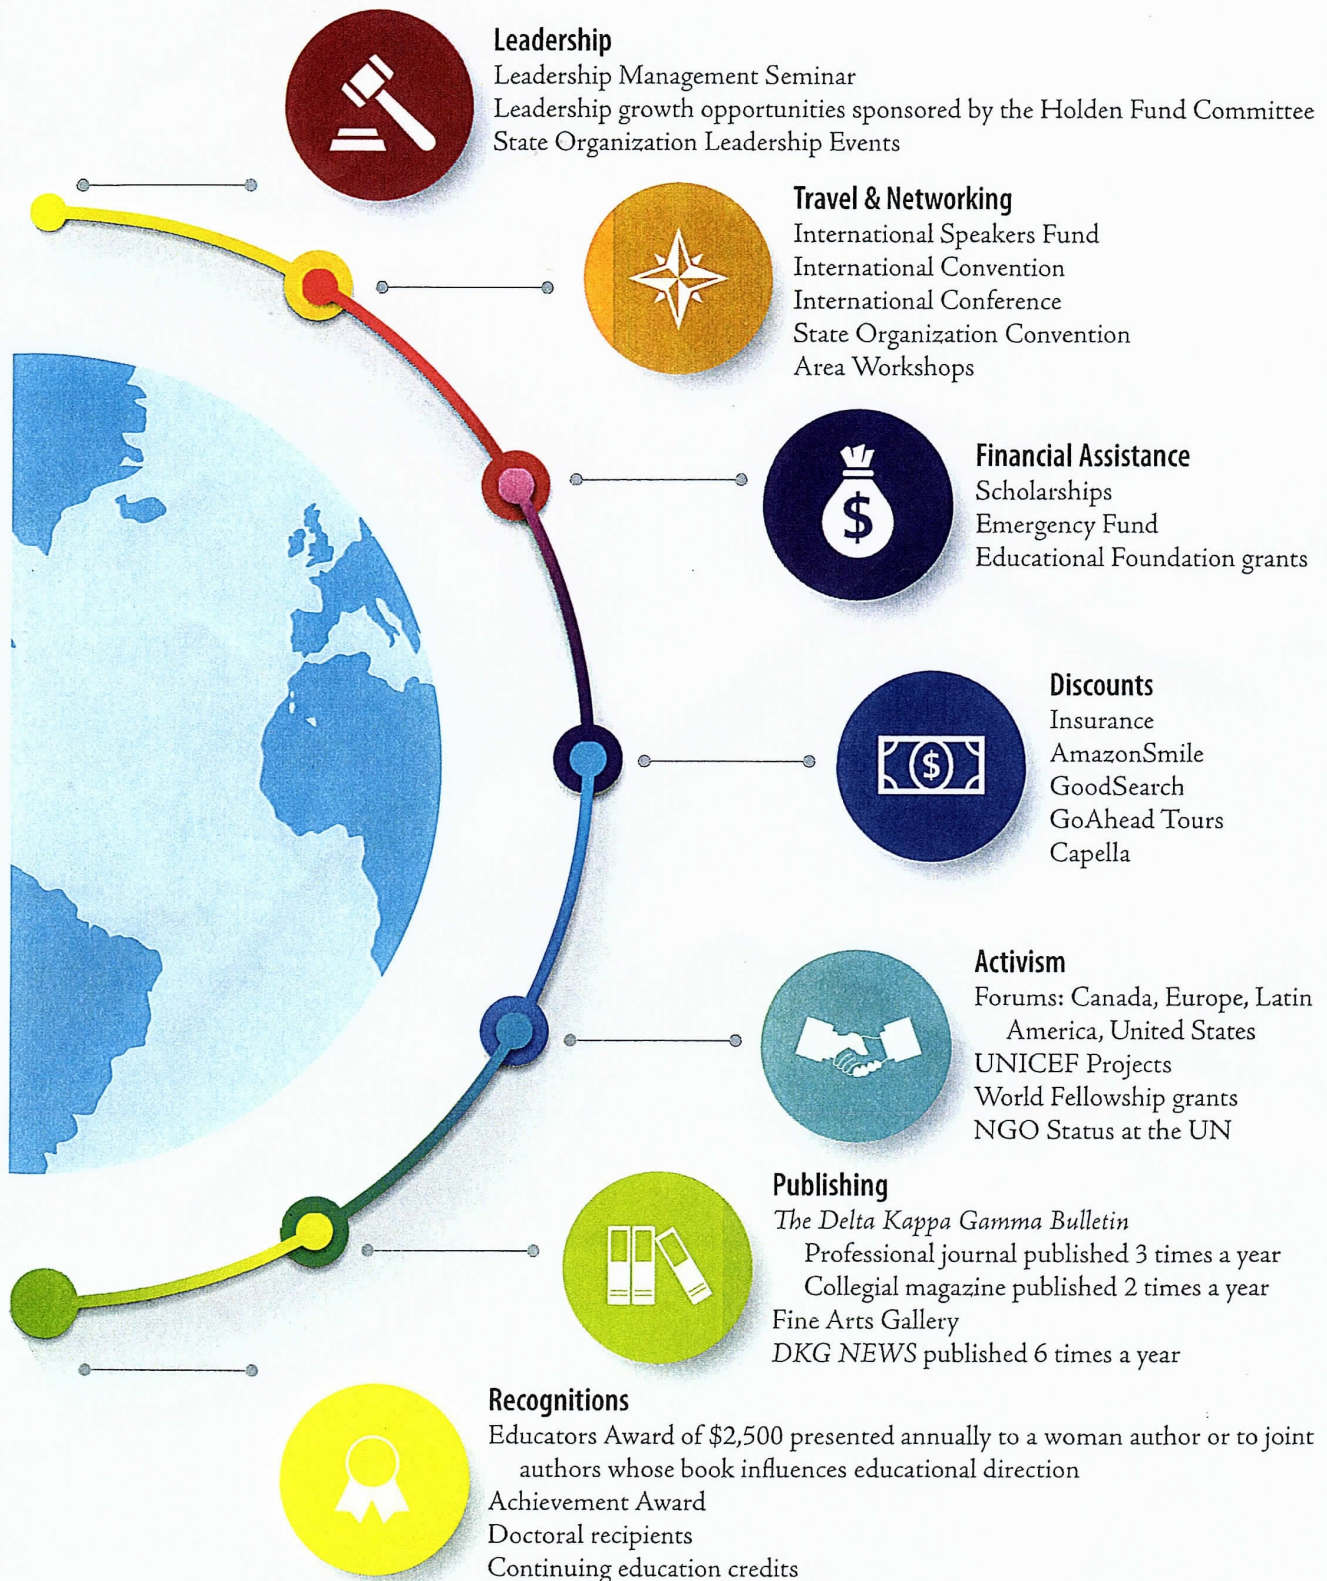 Leadership
Leadership Management Seminar
Leadership growth opportunities sponsored by the Holden Fund Committee
State Organization Leadership Events
Travel & Networking
International Speakers Fund
International Convention
International Conference
State Organization Convention
Area Workshops
Financial Assistance
Scholarships
Emergency Fund
Educational Foundation grants
$
Discounts
Insurance
AmazonSmile
GoodSearch
GoAhead Tours
Capella
$
Activism
Forums: Canada, Europe, Latin
America, United States
UNICEF Projects
World Fellowship grants
NGO Status at the UN
Publishing
The Delta Kappa Gamma Bulletin
Professional journal published 3 times a year
Collegial magazine published 2 times a year
Fine Arts Gallery
DKG NEWS published 6 times a year
Recognitions
Educators Award of $2,500 presented annually to a woman author or to joint
authors whose book influences educational direction
Achievement Award
Doctoral recipients
Continuing education credits